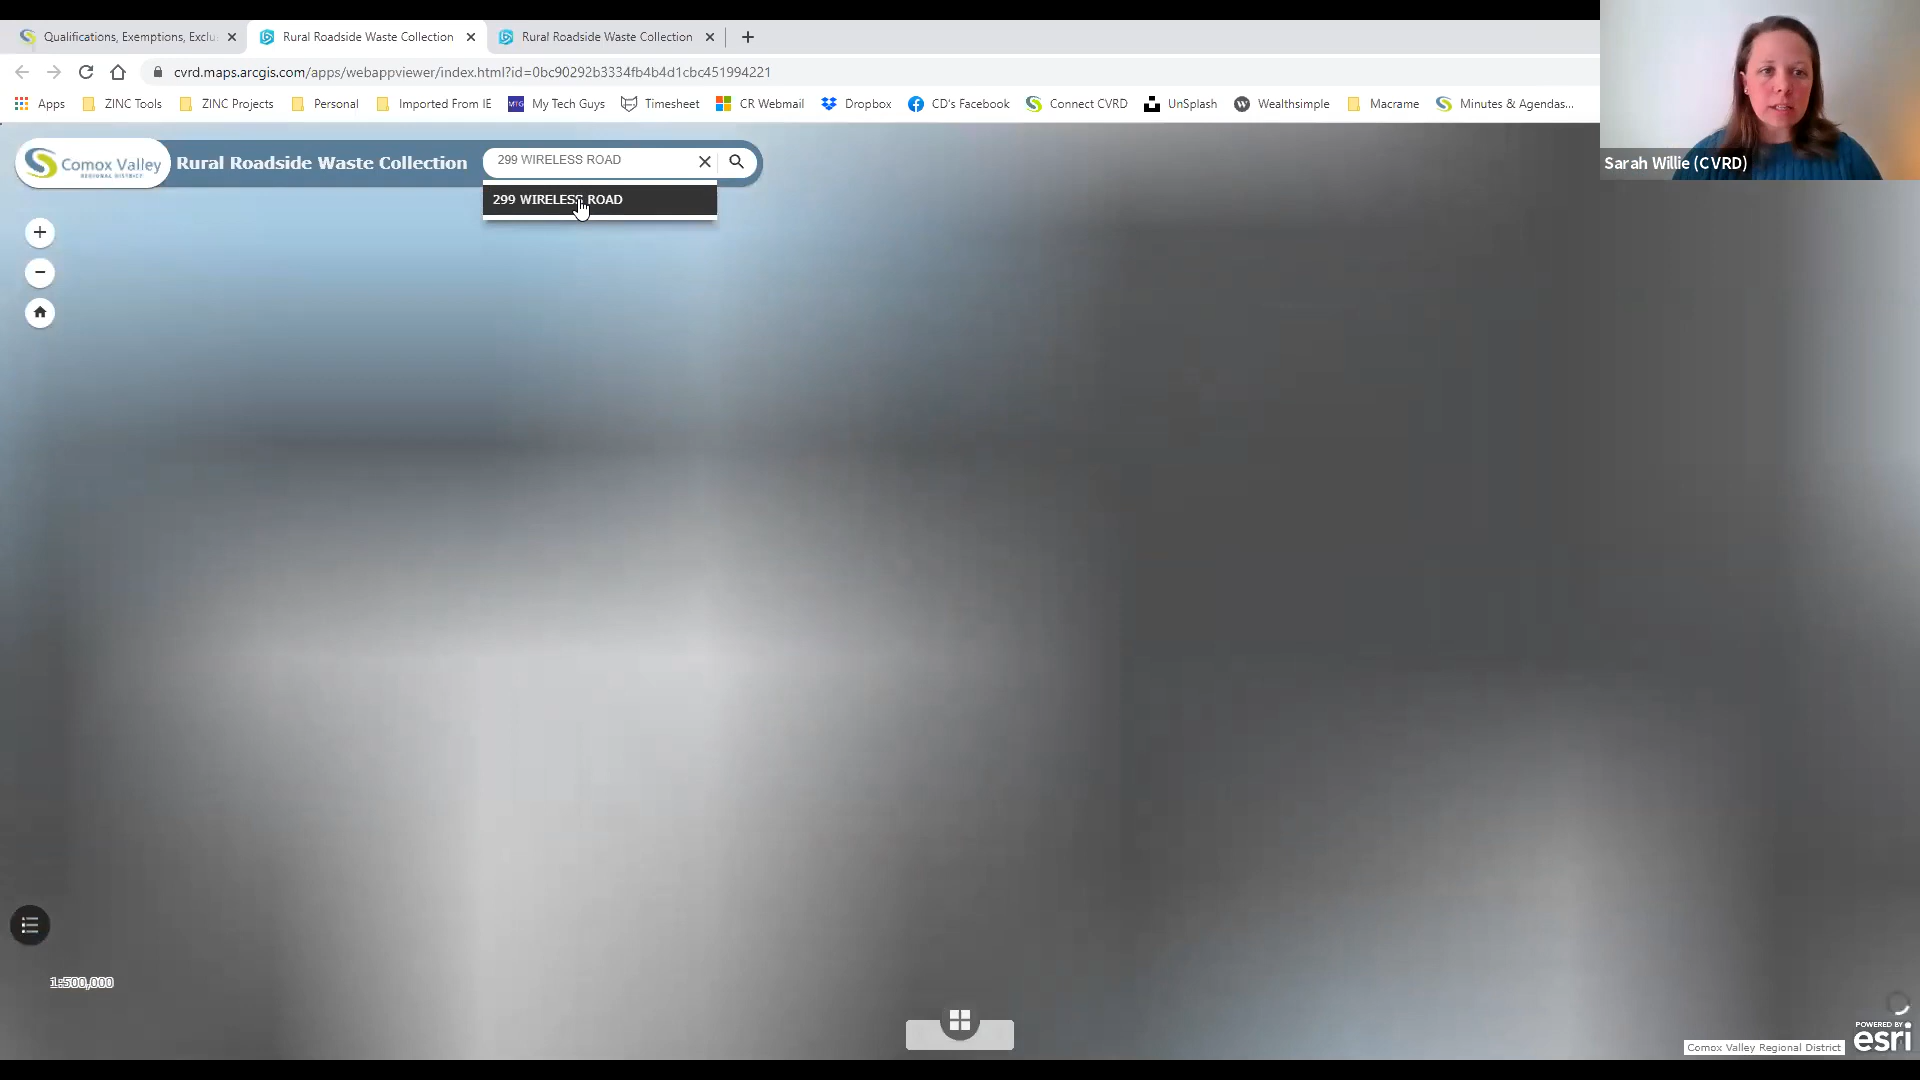 Qualifications, Exemptions, Exclu
Rural Roadside Waste Collection
Rural Roadside Waste Collection
cvrd.maps.arcgis.com/apps/webappviewer/index.html?id=0bc90292b3334fb4b4d1cbc451994221
Apps
ZINC Tools
ZINC Projects
Personal
Imported From IE
MTG
My Tech Guys
Timesheet
CR Webmail
Dropbox
CD's Facebook
Connect CVRD
UnSplash
Wealthsimple
Macrame
Minutes & Agendas...
Sarah Willie (CVRD)
Comox Valley
REGIONAL DISTRICT
Rural Roadside Waste Collection
299 WIRELESS ROAD
299 WIRELESS ROAD
1:500,000
POWERED BY
esri
Comox Valley Regional District